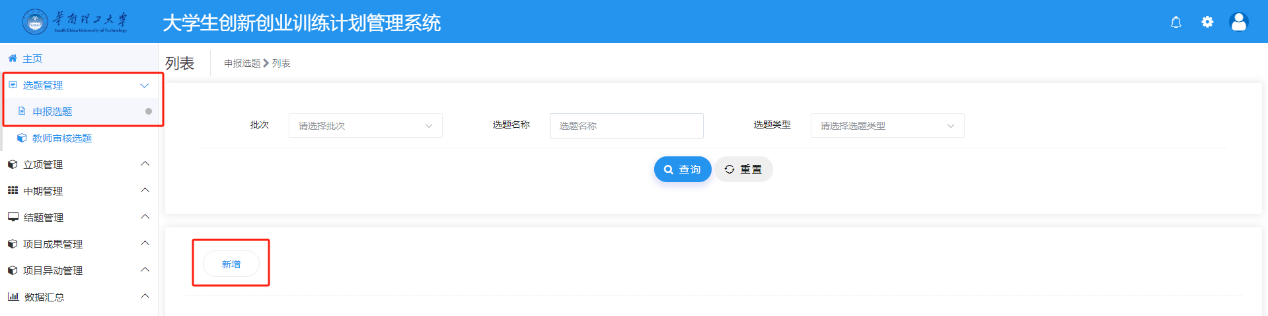 华南理工大学
South China University of Technology
大学生创新创业训练计划管理系统
主页
选题管理
申报选题
教师审核选题
立项管理
中期管理
结题管理
项目成果管理
项目异动管理
数据汇总
列表
申报选题 > 列表
批次 请选择批次 选题名称 选题名称 选题类型 请选择选题类型
查询 重置
新增